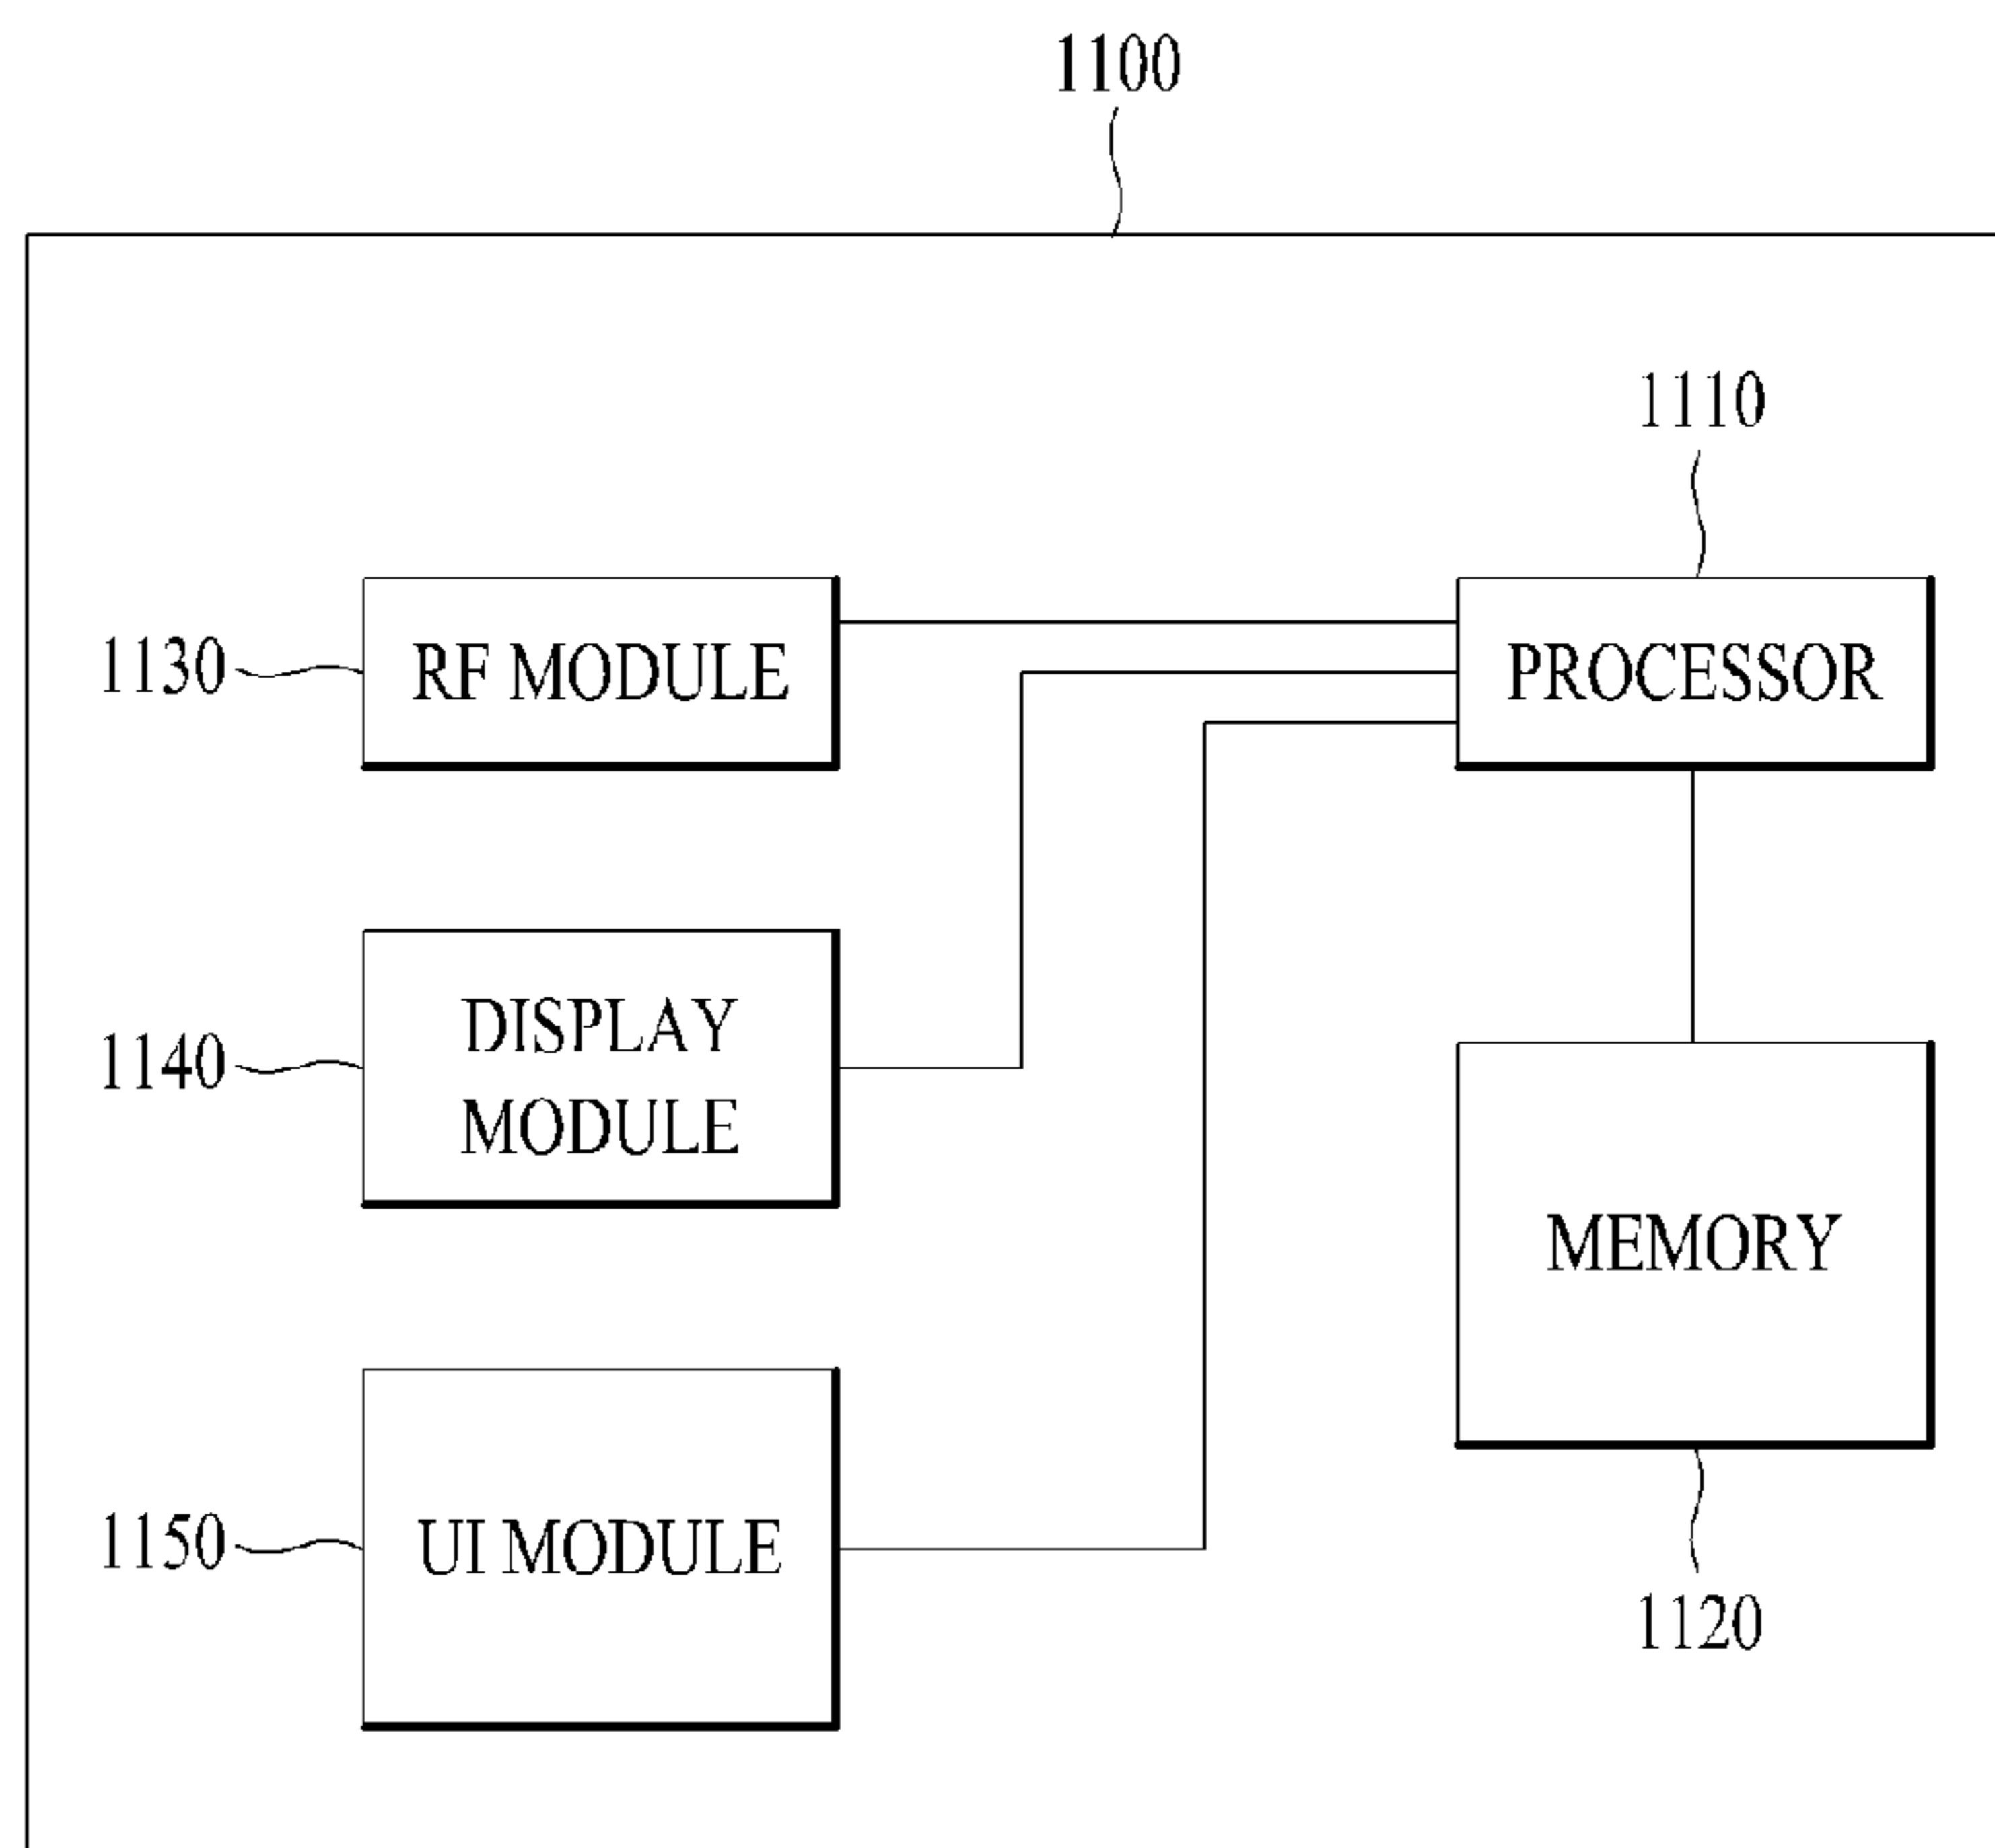 1100
1110
1130
RF MODULE
PROCESSOR
1140
DISPLAY
MODULE
MEMORY
1150
UI MODULE
1120